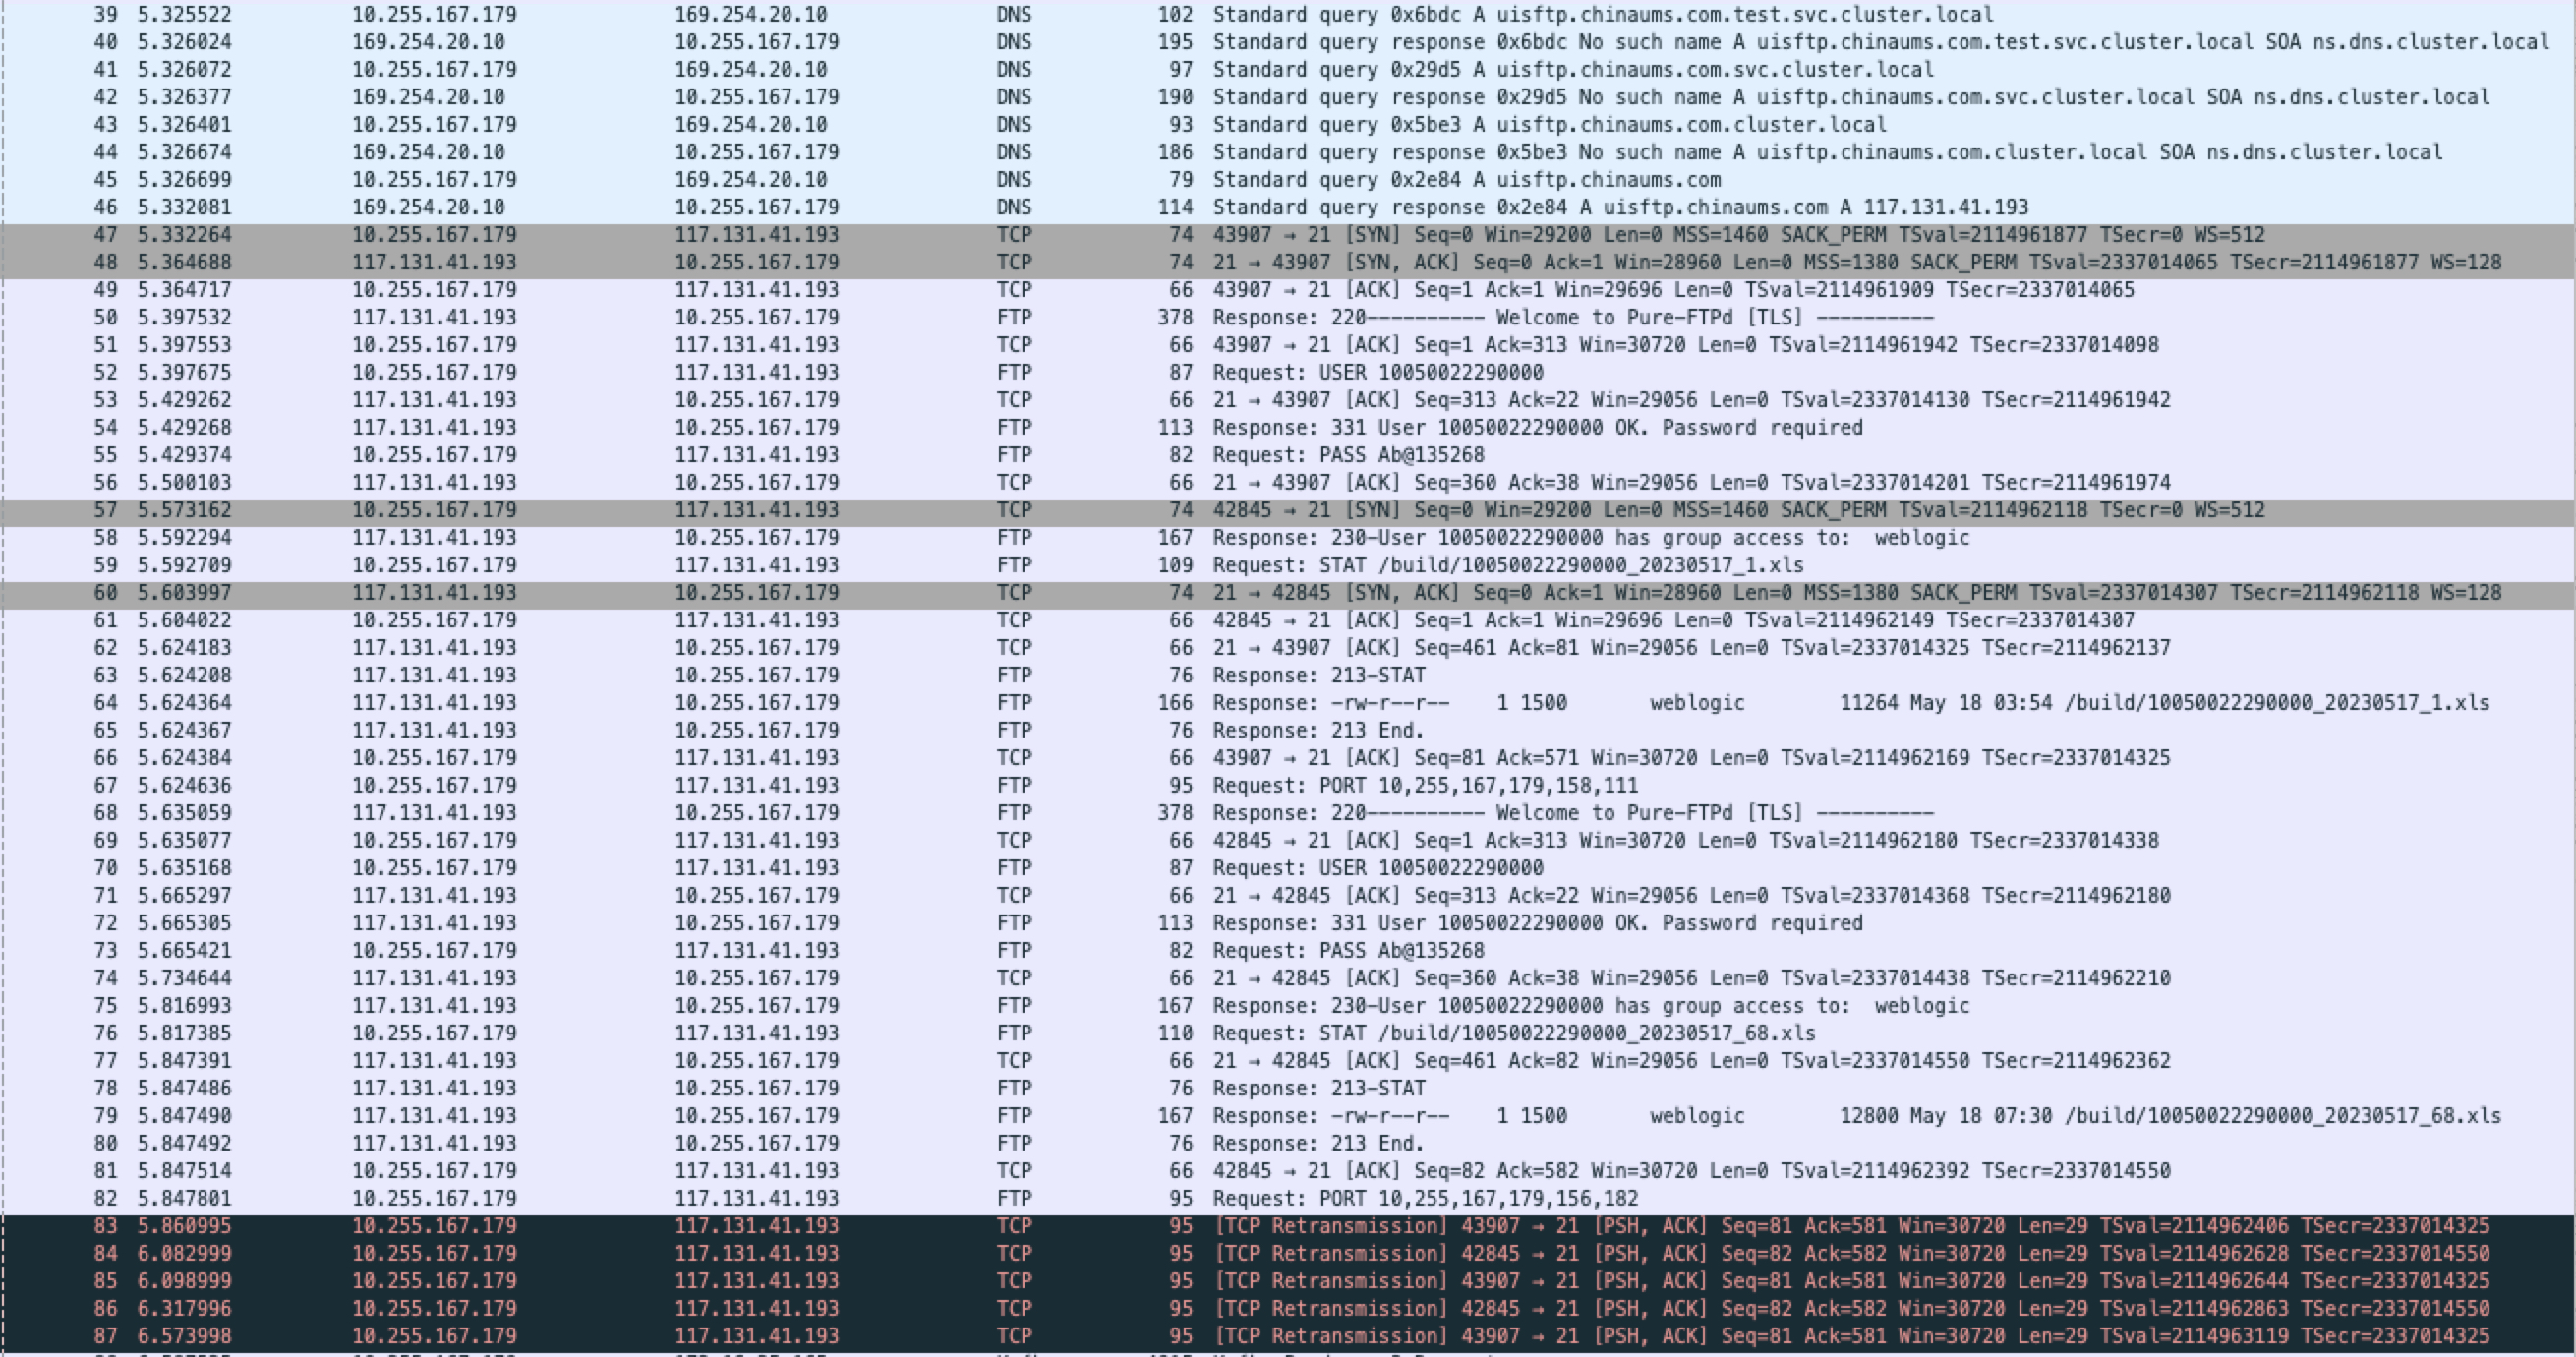 39 5.325522 10.255.167.179 169.254.20.10 DNS 102 Standard query 0x6bdc A uisftp.chinaums.com.test.svc.cluster.local
40 5.326024 169.254.20.10 10.255.167.179 DNS 195 Standard query response 0x6bdc No such name A uisftp.chinaums.com.test.svc.cluster.local SOA ns.dns.cluster.local
41 5.326072 10.255.167.179 169.254.20.10 DNS 97 Standard query 0x29d5 A uisftp.chinaums.com.svc.cluster.local
42 5.326377 169.254.20.10 10.255.167.179 DNS 190 Standard query response 0x29d5 No such name A uisftp.chinaums.com.svc.cluster.local SOA ns.dns.cluster.local
43 5.326401 10.255.167.179 169.254.20.10 DNS 93 Standard query 0x5be3 A uisftp.chinaums.com.cluster.local
44 5.326674 169.254.20.10 10.255.167.179 DNS 186 Standard query response 0x5be3 No such name A uisftp.chinaums.com.cluster.local SOA ns.dns.cluster.local
45 5.326699 10.255.167.179 169.254.20.10 DNS 79 Standard query 0x2e84 A uisftp.chinaums.com
46 5.332081 169.254.20.10 10.255.167.179 DNS 114 Standard query response 0x2e84 A uisftp.chinaums.com A 117.131.41.193
47 5.332264 10.255.167.179 117.131.41.193 TCP 74 43907 → 21 [SYN] Seq=0 Win=29200 Len=0 MSS=1460 SACK_PERM TSval=2114961877 TSecr=0 WS=512
48 5.364688 117.131.41.193 10.255.167.179 TCP 74 21 → 43907 [SYN, ACK] Seq=0 Ack=1 Win=28960 Len=0 MSS=1380 SACK_PERM TSval=2337014065 TSecr=2114961877 WS=128
49 5.364717 10.255.167.179 117.131.41.193 TCP 66 43907 → 21 [ACK] Seq=1 Ack=1 Win=29696 Len=0 TSval=2114961909 TSecr=2337014065
50 5.397532 117.131.41.193 10.255.167.179 FTP 378 Response: 220---------- Welcome to Pure-FTPd [TLS] ----------
51 5.397553 10.255.167.179 117.131.41.193 TCP 66 43907 → 21 [ACK] Seq=1 Ack=313 Win=30720 Len=0 TSval=2114961942 TSecr=2337014098
52 5.397675 10.255.167.179 117.131.41.193 FTP 87 Request: USER 10050022290000
53 5.429262 117.131.41.193 10.255.167.179 TCP 66 21 → 43907 [ACK] Seq=313 Ack=22 Win=29056 Len=0 TSval=2337014130 TSecr=2114961942
54 5.429268 117.131.41.193 10.255.167.179 FTP 113 Response: 331 User 10050022290000 OK. Password required
55 5.429374 10.255.167.179 117.131.41.193 FTP 82 Request: PASS Ab@135268
56 5.500103 117.131.41.193 10.255.167.179 TCP 66 21 → 43907 [ACK] Seq=360 Ack=38 Win=29056 Len=0 TSval=2337014201 TSecr=2114961974
57 5.573162 10.255.167.179 117.131.41.193 TCP 74 42845 → 21 [SYN] Seq=0 Win=29200 Len=0 MSS=1460 SACK_PERM TSval=2114962118 TSecr=0 WS=512
58 5.592294 117.131.41.193 10.255.167.179 FTP 167 Response: 230-User 10050022290000 has group access to:  weblogic
59 5.592709 10.255.167.179 117.131.41.193 FTP 109 Request: STAT /build/10050022290000_20230517_1.xls
60 5.603997 117.131.41.193 10.255.167.179 TCP 74 21 → 42845 [SYN, ACK] Seq=0 Ack=1 Win=28960 Len=0 MSS=1380 SACK_PERM TSval=2337014307 TSecr=2114962118 WS=128
61 5.604022 10.255.167.179 117.131.41.193 TCP 66 42845 → 21 [ACK] Seq=1 Ack=1 Win=29696 Len=0 TSval=2114962149 TSecr=2337014307
62 5.624183 117.131.41.193 10.255.167.179 TCP 66 21 → 43907 [ACK] Seq=461 Ack=81 Win=29056 Len=0 TSval=2337014325 TSecr=2114962137
63 5.624208 117.131.41.193 10.255.167.179 FTP 76 Response: 213-STAT
64 5.624364 117.131.41.193 10.255.167.179 FTP 166 Response: -rw-r--r-- 1 1500 weblogic 11264 May 18 03:54 /build/10050022290000_20230517_1.xls
65 5.624367 117.131.41.193 10.255.167.179 FTP 76 Response: 213 End.
66 5.624384 10.255.167.179 117.131.41.193 TCP 66 43907 → 21 [ACK] Seq=81 Ack=571 Win=30720 Len=0 TSval=2114962169 TSecr=2337014325
67 5.624636 10.255.167.179 117.131.41.193 FTP 95 Request: PORT 10,255,167,179,158,111
68 5.635059 117.131.41.193 10.255.167.179 FTP 378 Response: 220---------- Welcome to Pure-FTPd [TLS] ----------
69 5.635077 10.255.167.179 117.131.41.193 TCP 66 42845 → 21 [ACK] Seq=1 Ack=313 Win=30720 Len=0 TSval=2114962180 TSecr=2337014338
70 5.635168 10.255.167.179 117.131.41.193 FTP 87 Request: USER 10050022290000
71 5.665297 117.131.41.193 10.255.167.179 TCP 66 21 → 42845 [ACK] Seq=313 Ack=22 Win=29056 Len=0 TSval=2337014368 TSecr=2114962180
72 5.665305 117.131.41.193 10.255.167.179 FTP 113 Response: 331 User 10050022290000 OK. Password required
73 5.665421 10.255.167.179 117.131.41.193 FTP 82 Request: PASS Ab@135268
74 5.734644 117.131.41.193 10.255.167.179 TCP 66 21 → 42845 [ACK] Seq=360 Ack=38 Win=29056 Len=0 TSval=2337014438 TSecr=2114962210
75 5.816993 117.131.41.193 10.255.167.179 FTP 167 Response: 230-User 10050022290000 has group access to:  weblogic
76 5.817385 10.255.167.179 117.131.41.193 FTP 110 Request: STAT /build/10050022290000_20230517_68.xls
77 5.847391 117.131.41.193 10.255.167.179 TCP 66 21 → 42845 [ACK] Seq=461 Ack=82 Win=29056 Len=0 TSval=2337014550 TSecr=2114962362
78 5.847486 117.131.41.193 10.255.167.179 FTP 76 Response: 213-STAT
79 5.847490 117.131.41.193 10.255.167.179 FTP 167 Response: -rw-r--r-- 1 1500 weblogic 12800 May 18 07:30 /build/10050022290000_20230517_68.xls
80 5.847492 117.131.41.193 10.255.167.179 FTP 76 Response: 213 End.
81 5.847514 10.255.167.179 117.131.41.193 TCP 66 42845 → 21 [ACK] Seq=82 Ack=582 Win=30720 Len=0 TSval=2114962392 TSecr=2337014550
82 5.847801 10.255.167.179 117.131.41.193 FTP 95 Request: PORT 10,255,167,179,156,182
83 5.860995 10.255.167.179 117.131.41.193 TCP 95 [TCP Retransmission] 43907 → 21 [PSH, ACK] Seq=81 Ack=581 Win=30720 Len=29 TSval=2114962406 TSecr=2337014325
84 6.082999 10.255.167.179 117.131.41.193 TCP 95 [TCP Retransmission] 42845 → 21 [PSH, ACK] Seq=82 Ack=582 Win=30720 Len=29 TSval=2114962628 TSecr=2337014550
85 6.098999 10.255.167.179 117.131.41.193 TCP 95 [TCP Retransmission] 43907 → 21 [PSH, ACK] Seq=81 Ack=581 Win=30720 Len=29 TSval=2114962644 TSecr=2337014325
86 6.317996 10.255.167.179 117.131.41.193 TCP 95 [TCP Retransmission] 42845 → 21 [PSH, ACK] Seq=82 Ack=582 Win=30720 Len=29 TSval=2114962863 TSecr=2337014550
87 6.573998 10.255.167.179 117.131.41.193 TCP 95 [TCP Retransmission] 43907 → 21 [PSH, ACK] Seq=81 Ack=581 Win=30720 Len=29 TSval=2114963119 TSecr=2337014325